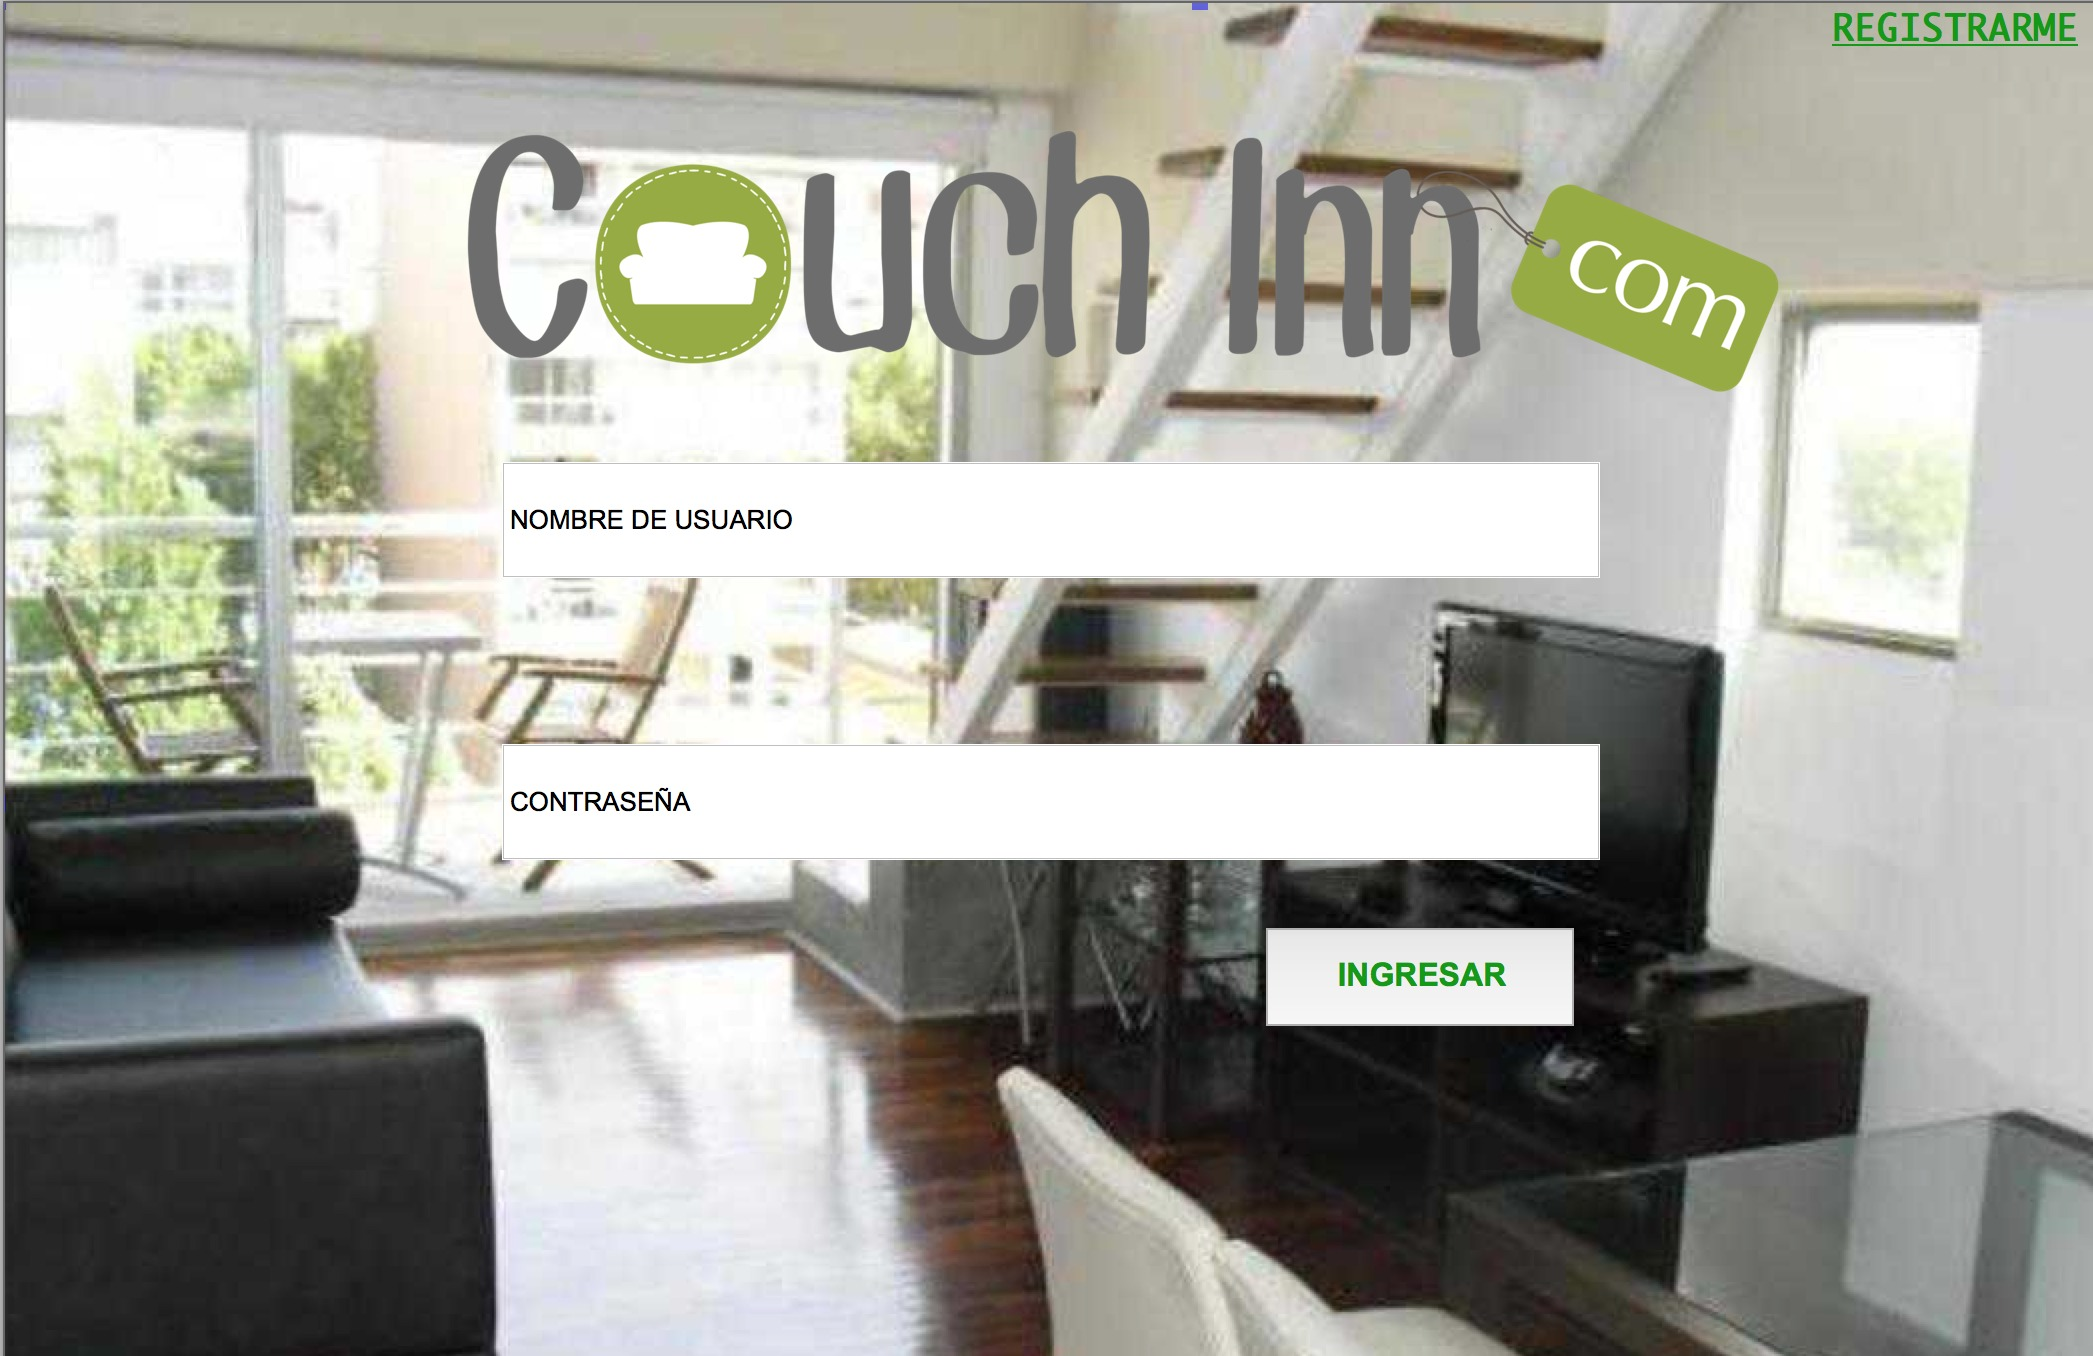 REGISTRARME
Couch Inn
com
NOMBRE DE USUARIO
CONTRASEÑA
INGRESAR